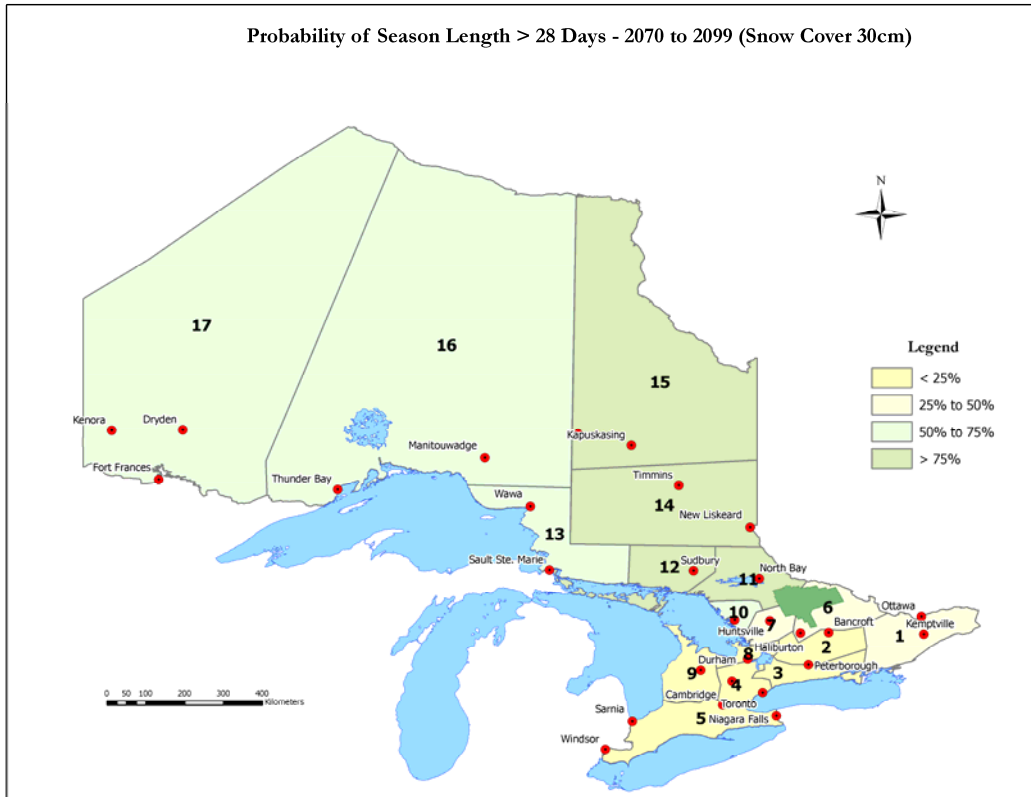 Probability of Season Length > 28 Days - 2070 to 2099 (Snow Cover 30cm)
N
17
16
15
Legend
< 25%
25% to 50%
50% to 75%
> 75%
Kenora
Dryden
Kapuskasing
Manitouwadge
Fort Frances
Thunder Bay
Timmins
Wawa
14
New Liskeard
13
Sault Ste. Marie
12
Sudbury
11
North Bay
10
6
Ottawa
7
Huntsville
Bancroft
Kemptville
1
2
Haliburton
8
Durham
Peterborough
9
3
4
Cambridge
Toronto
0 50 100 200 300 400
Kilometers
Sarnia
5
Niagara Falls
Windsor